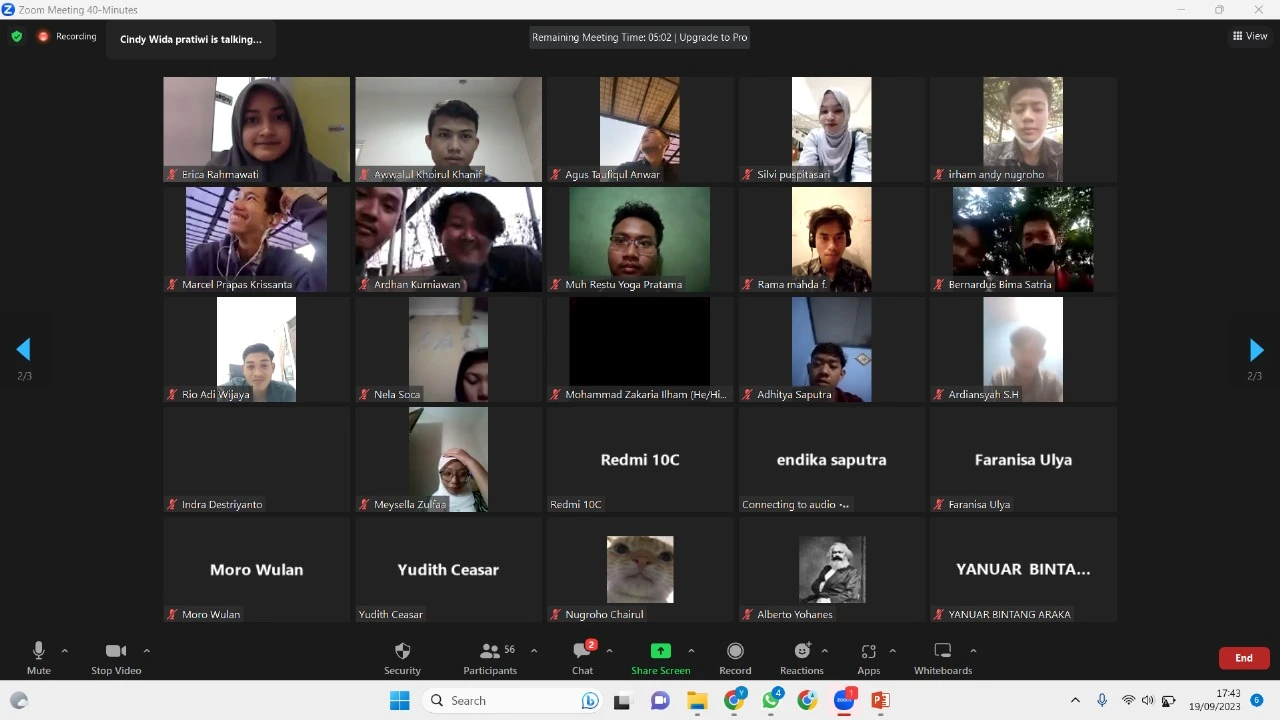 Zoom Meeting 40-Minutes
Recording
Cindy Wida pratiwi is talking...
Remaining Meeting Time: 05:02 | Upgrade to Pro
View
Erica Rahmawati
Awwalul Khoirul Khanif
Agus Taufiqul Anwar
Silvi puspitasari
irham andy nugroho
Marcel Prapas Krissanta
Ardhan Kurniawan
Muh Restu Yoga Pratama
Rama mahda f.
Bernardus Bima Satria
2/3
2/3
Rio Adi Wijaya
Nela Soca
Mohammad Zakaria Ilham (He/Hi...
Adhitya Saputra
Ardiansyah S.H
Redmi 10C
endika saputra
Faranisa Ulya
Indra Destriyanto
Meysella Zulfaa
Redmi 10C
Connecting to audio ...
Faranisa Ulya
Moro Wulan
Yudith Ceasar
YANUAR BINTA...
Moro Wulan
Yudith Ceasar
Nugroho Chairul
Alberto Yohanes
YANUAR BINTANG ARAKA
56
2
Mute
Stop Video
Security
Participants
Chat
Share Screen
Record
Reactions
Apps
Whiteboards
End
Search
Y
4
zoom
1
17:43
19/09/2023
6